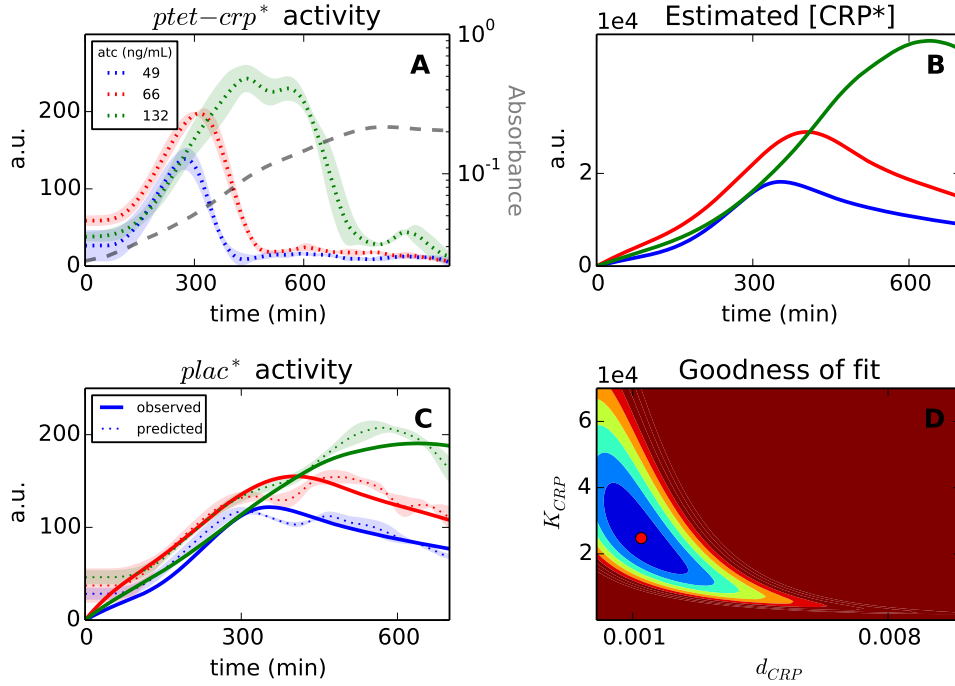 ptet−crp* activity
10⁰
atc (ng/mL)
49
66
132
A
200
100
0
a.u.
10⁻¹
Absorbance
0 300 600
time (min)
Estimated [CRP*]
1e4
B
2
0
a.u.
0 300 600
time (min)
plac* activity
observed
predicted
C
200
100
0
a.u.
0 300 600
time (min)
Goodness of fit
1e4
D
6
4
2
K_CRP
0.001 0.008
d_CRP